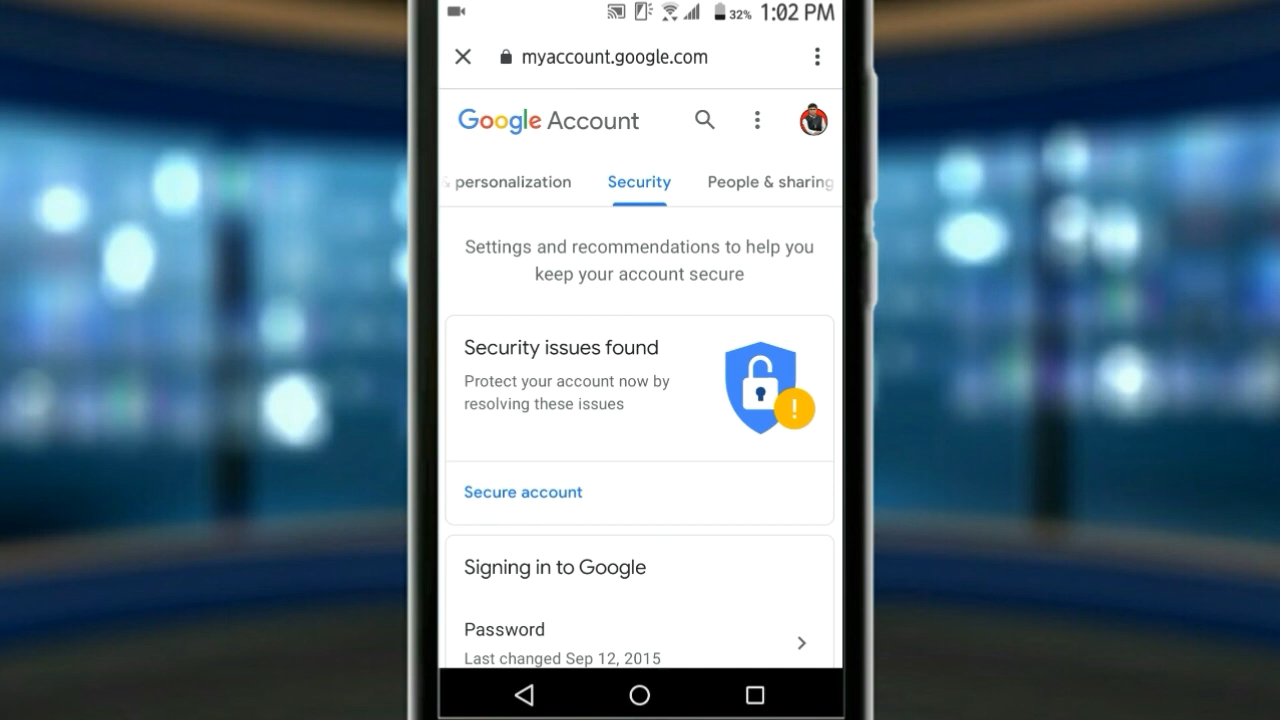 32% 1:02 PM
myaccount.google.com
Google Account
personalization Security People & sharing
Settings and recommendations to help you
keep your account secure
Security issues found
Protect your account now by
resolving these issues
!
Secure account
Signing in to Google
Password
Last changed Sep 12, 2015